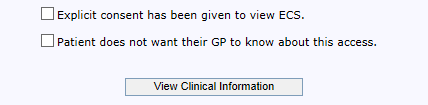 Explicit consent has been given to view ECS.
Patient does not want their GP to know about this access.
View Clinical Information